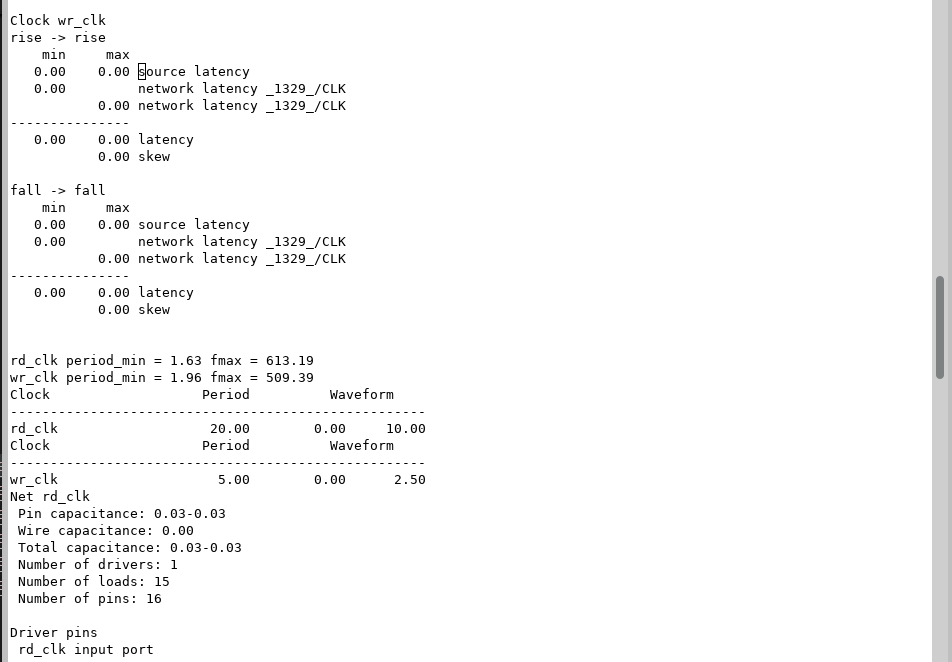 Clock wr_clk
rise -> rise
    min     max
   0.00    0.00 source latency
   0.00         network latency _1329_/CLK
           0.00 network latency _1329_/CLK
---------------
   0.00    0.00 latency
           0.00 skew

fall -> fall
    min     max
   0.00    0.00 source latency
   0.00         network latency _1329_/CLK
           0.00 network latency _1329_/CLK
---------------
   0.00    0.00 latency
           0.00 skew


rd_clk period_min = 1.63 fmax = 613.19
wr_clk period_min = 1.96 fmax = 509.39
Clock                   Period          Waveform
----------------------------------------------------
rd_clk                   20.00        0.00     10.00
Clock                   Period          Waveform
----------------------------------------------------
wr_clk                    5.00        0.00      2.50
Net rd_clk
 Pin capacitance: 0.03-0.03
 Wire capacitance: 0.00
 Total capacitance: 0.03-0.03
 Number of drivers: 1
 Number of loads: 15
 Number of pins: 16

Driver pins
 rd_clk input port